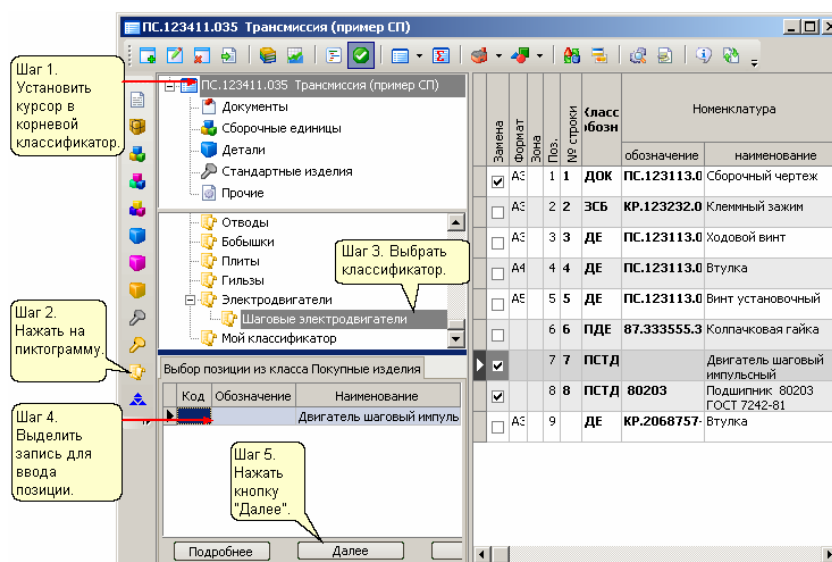 ПС.123411.035 Трансмиссия (пример СП)
Шаг 1.
Установить
курсор в
корневой
классификатор.
ПС.123411.035 Трансмиссия (пример СП)
Документы
Сборочные единицы
Детали
Стандартные изделия
Прочие
Отводы
Бобышки
Плиты
Гильзы
Электродвигатели
Шаговые электродвигатели
Мой классификатор
Шаг 3. Выбрать
классификатор.
Шаг 2.
Нажать на
пиктограмму.
Выбор позиции из класса Покупные изделия
Код Обозначение Наименование
Двигатель шаговый импуль
Шаг 4.
Выделить
запись для
ввода
позиции.
Шаг 5.
Нажать
кнопку
"Далее".
Подробнее Далее
Замена Формат Зона Поз. № строки Класс обозн Номенклатура
обозначение наименование
А3 1 1 ДОК ПС.123113.0 Сборочный чертеж
А3 2 2 ЗСБ КР.123232.0 Клеммный зажим
А3 3 3 ДЕ ПС.123113.0 Ходовой винт
А4 4 4 ДЕ ПС.123113.0 Втулка
А5 5 5 ДЕ ПС.123113.0 Винт установочный
6 6 ПДЕ 87.333555.3 Колпачковая гайка
7 7 ПСТД Двигатель шаговый
импульсный
8 8 ПСТД 80203 Подшипник 80203
ГОСТ 7242-81
А3 9 ДЕ КР.2068757- Втулка